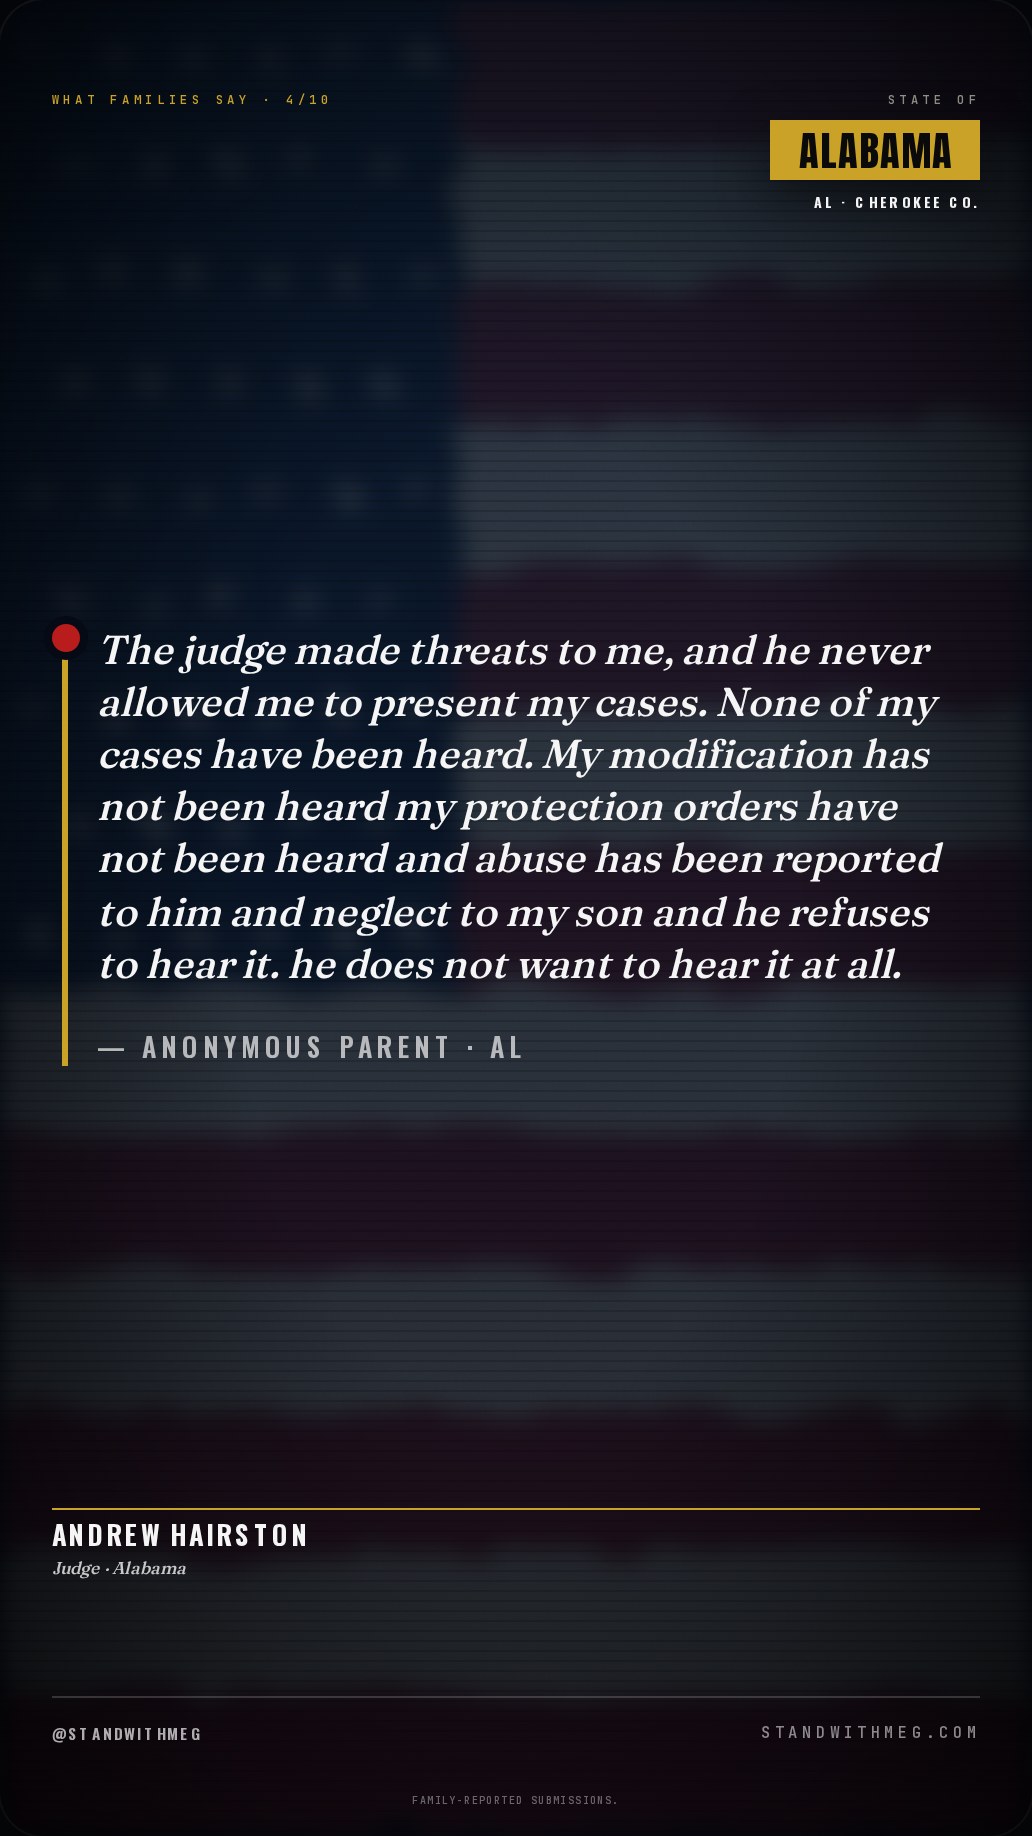 WHAT FAMILIES SAY · 4/10
STATE OF
ALABAMA
AL · CHEROKEE CO.
The judge made threats to me, and he never
allowed me to present my cases. None of my
cases have been heard. My modification has
not been heard my protection orders have
not been heard and abuse has been reported
to him and neglect to my son and he refuses
to hear it. he does not want to hear it at all.
— ANONYMOUS PARENT · AL
ANDREW HAIRSTON
Judge · Alabama
@STANDWITHMEG
STANDWITHMEG.COM
FAMILY-REPORTED SUBMISSIONS.